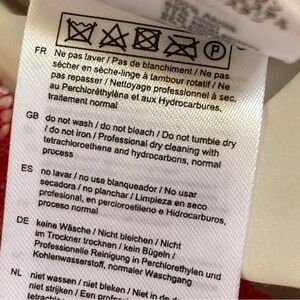 P
FR Ne pas laver / Pas de blanchiment / Ne pas
sécher en sèche-linge à tambour rotatif / Ne
pas repasser / Nettoyage professionnel à sec,
au Perchloréthylène et aux Hydrocarbures,
traitement normal
GB do not wash / do not bleach / Do not tumble dry
/ do not iron / Professional dry cleaning with
tetrachloroethene and hydrocarbons, normal
process
ES no lavar / no usa blanqueador / No usar
secadora / no planchar / Limpieza en seco
profesional, en percloroetileno e Hidrocarburos,
proceso normal
DE keine Wäsche / Nicht bleichen / Nicht
im Trockner trocknen / kein Bügeln /
Professionelle Reinigung in Perchlorethylen und
Kohlenwasserstoff, normaler Waschgang
NL niet wassen / niet bleken / niet in de
niet strijken / Een